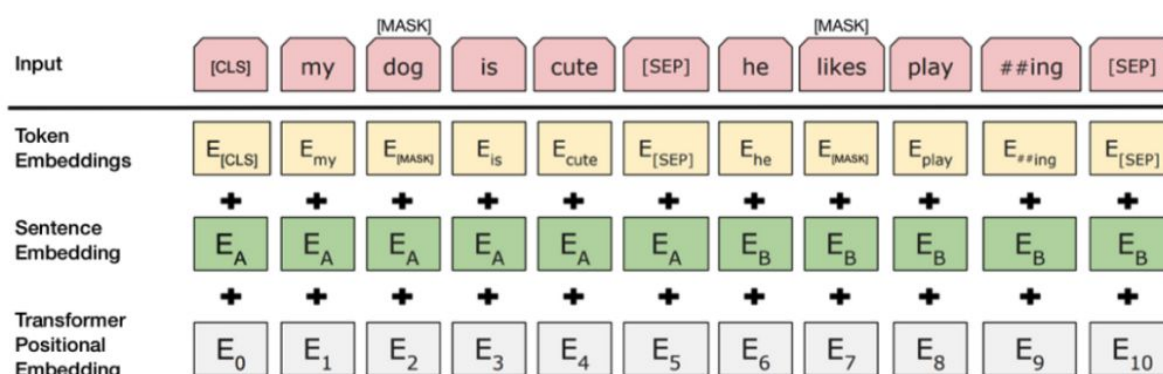 [MASK] [MASK]
Input [CLS] my dog is cute [SEP] he likes play ##ing [SEP]
Token
Embeddings
E[CLS] Emy E[MASK] Eis Ecute E[SEP] Ehe E[MASK] Eplay E##ing E[SEP]
+ + + + + + + + + + +
Sentence
Embedding
EA EA EA EA EA EA EB EB EB EB EB
+ + + + + + + + + + +
Transformer
Positional
Embedding
E0 E1 E2 E3 E4 E5 E6 E7 E8 E9 E10